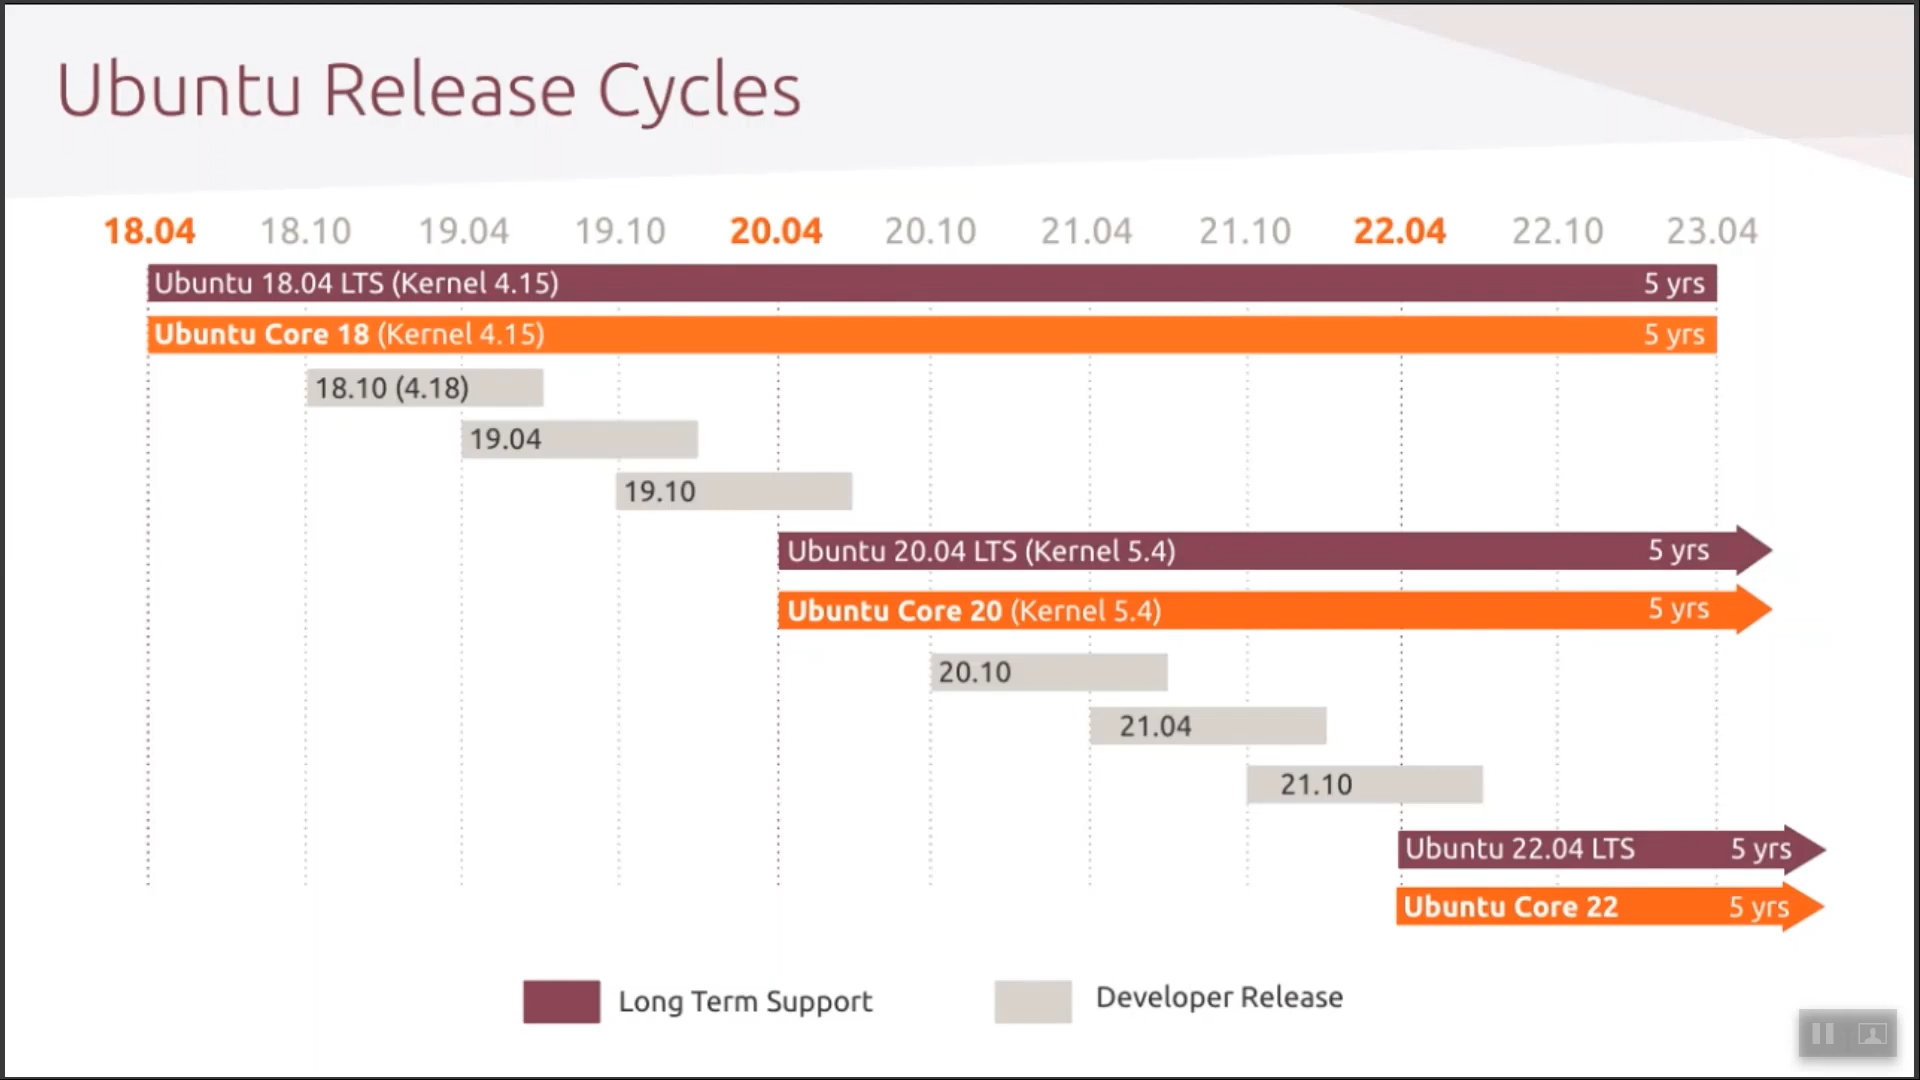 Ubuntu Release Cycles
18.04 18.10 19.04 19.10 20.04 20.10 21.04 21.10 22.04 22.10 23.04
Ubuntu 18.04 LTS (Kernel 4.15) 5 yrs
Ubuntu Core 18 (Kernel 4.15) 5 yrs
18.10 (4.18)
19.04
19.10
Ubuntu 20.04 LTS (Kernel 5.4) 5 yrs
Ubuntu Core 20 (Kernel 5.4) 5 yrs
20.10
21.04
21.10
Ubuntu 22.04 LTS 5 yrs
Ubuntu Core 22 5 yrs
Long Term Support Developer Release